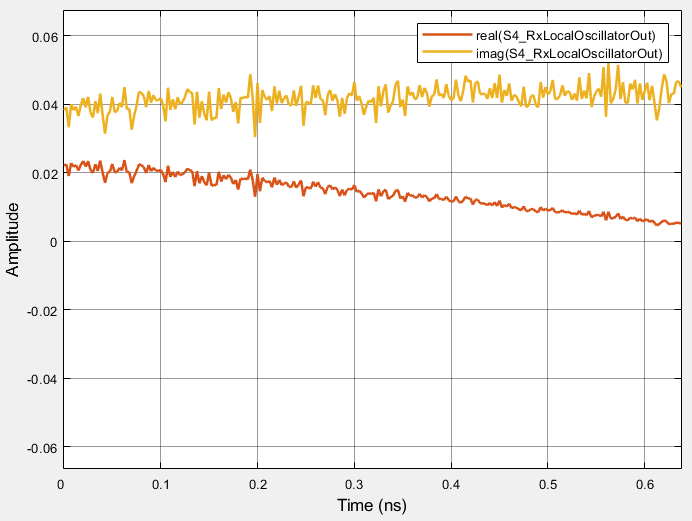 real(S4_RxLocalOscillatorOut)
imag(S4_RxLocalOscillatorOut)
0.06
0.04
0.02
0
-0.02
-0.04
-0.06
Amplitude
0 0.1 0.2 0.3 0.4 0.5 0.6
Time (ns)